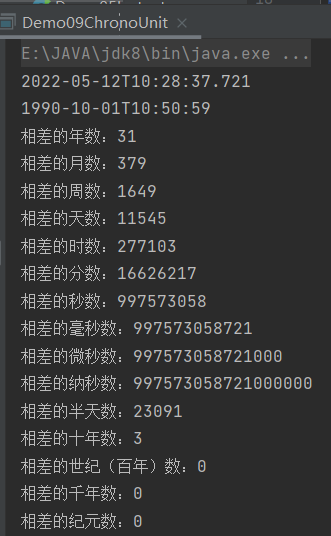 Demo09ChronoUnit ×
E:\JAVA\jdk8\bin\java.exe ...
2022-05-12T10:28:37.721
1990-10-01T10:50:59
相差的年数：31
相差的月数：379
相差的周数：1649
相差的天数：11545
相差的时数：277103
相差的分数：16626217
相差的秒数：997573058
相差的毫秒数：997573058721
相差的微秒数：997573058721000
相差的纳秒数：997573058721000000
相差的半天数：23091
相差的十年数：3
相差的世纪（百年）数：0
相差的千年数：0
相差的纪元数：0